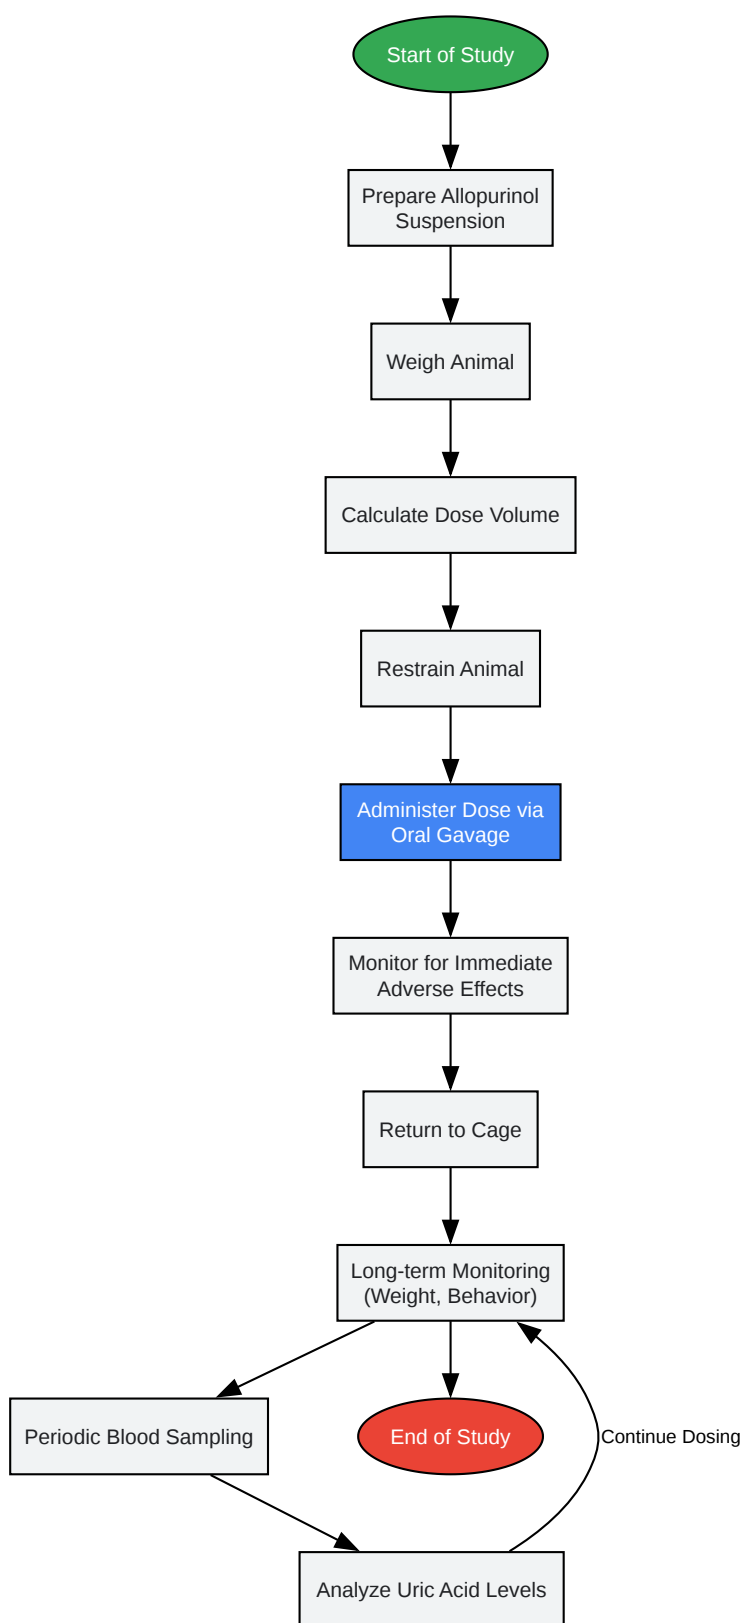 Start of Study
Prepare Allopurinol
Suspension
Weigh Animal
Calculate Dose Volume
Restrain Animal
Administer Dose via
Oral Gavage
Monitor for Immediate
Adverse Effects
Return to Cage
Long-term Monitoring
(Weight, Behavior)
Periodic Blood Sampling
End of Study
Continue Dosing
Analyze Uric Acid Levels